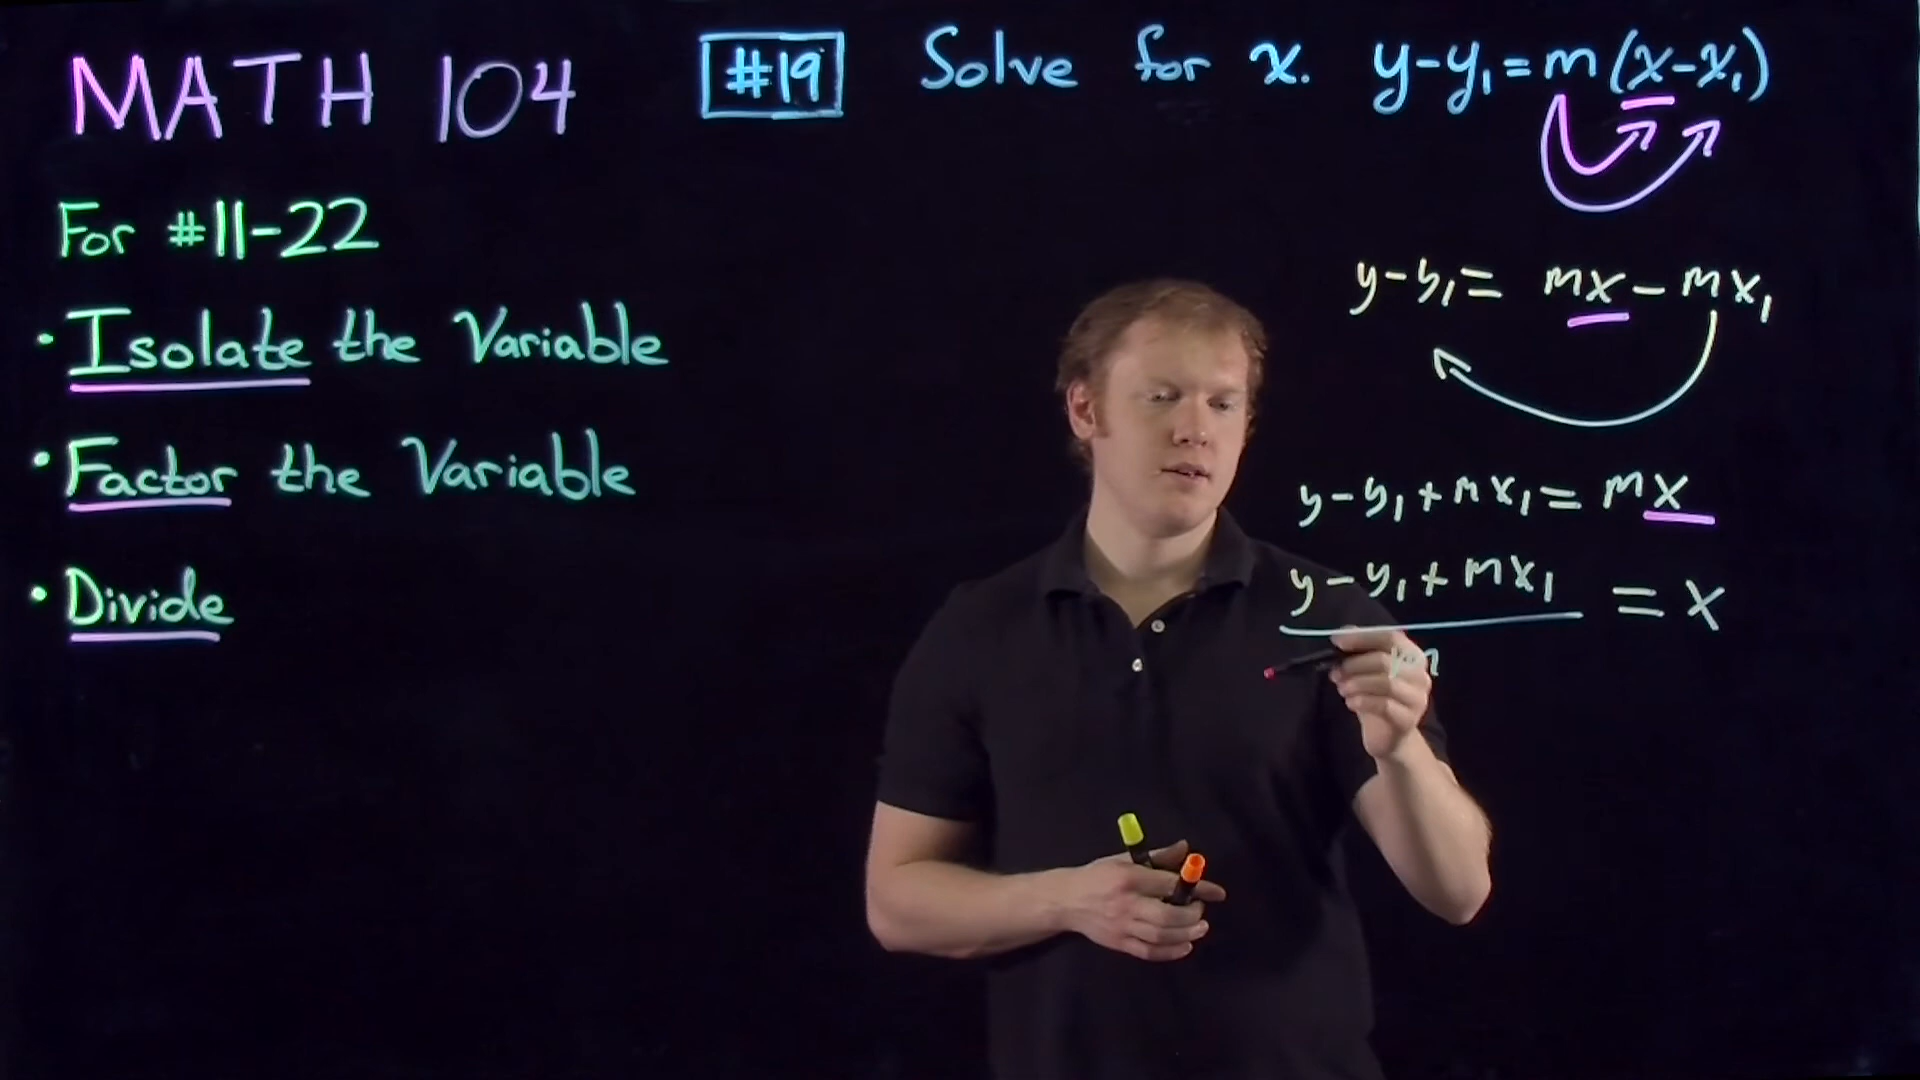 MATH 104
#19 Solve for x. y-y₁=m(x-x₁)
For #11-22
• Isolate the Variable
• Factor the Variable
• Divide
y-y₁= mx-mx₁
y-y₁+mx₁=mx
y-y₁+mx₁ = x
m